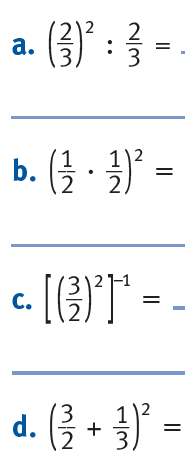 a. (2/3)² : 2/3 =
b. (1/2 · 1/2)² =
c. [(3/2)²]⁻¹ =
d. (3/2 + 1/3)² =